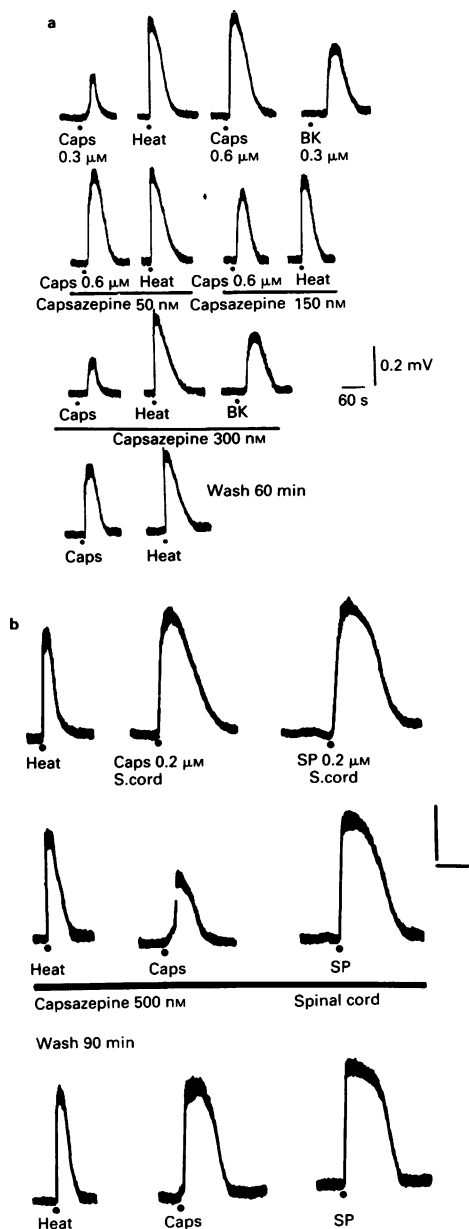 a
Caps Heat Caps BK
0.3 μM 0.6 μM 0.3 μM
Caps 0.6 μM Heat Caps 0.6 μM Heat
Capsazepine 50 nM Capsazepine 150 nM
0.2 mV
60 s
Caps Heat BK
Capsazepine 300 nM
Wash 60 min
Caps Heat
b
Heat Caps 0.2 μM SP 0.2 μM
S.cord S.cord
Heat Caps SP
Capsazepine 500 nM Spinal cord
Wash 90 min
Heat Caps SP